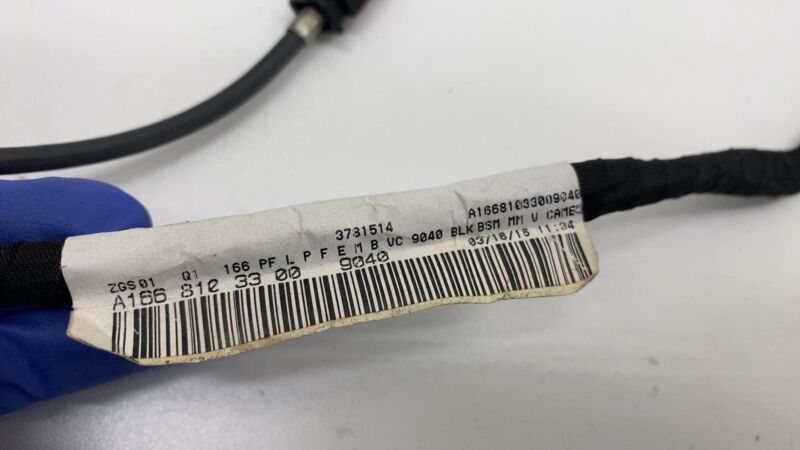 3731514 A16681033009040
ZGS 01 Q1 166 PF L P F E M B VC 9040 BLK BSM MM V CAME
A166 810 33 00 9040 03/16/15 11:34